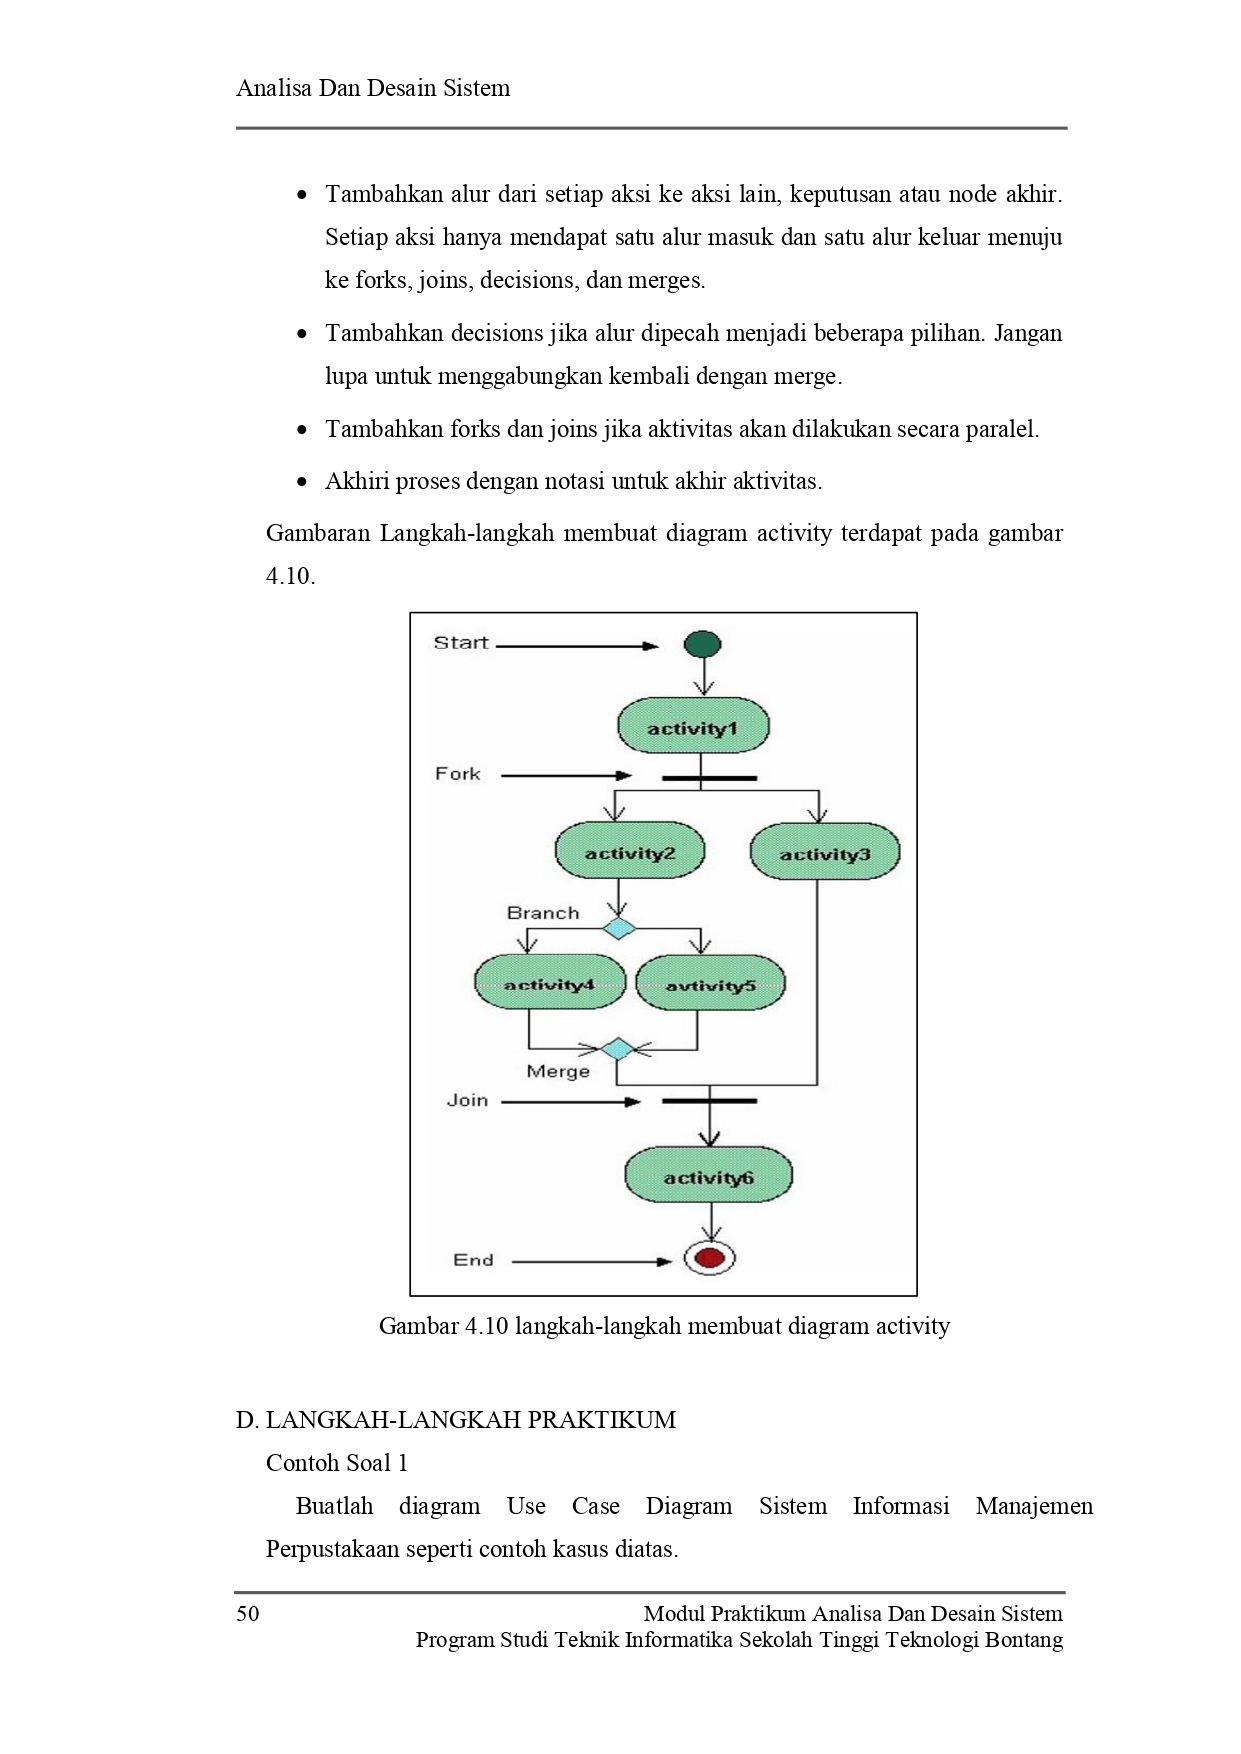 Analisa Dan Desain Sistem
• Tambahkan alur dari setiap aksi ke aksi lain, keputusan atau node akhir.
Setiap aksi hanya mendapat satu alur masuk dan satu alur keluar menuju
ke forks, joins, decisions, dan merges.
• Tambahkan decisions jika alur dipecah menjadi beberapa pilihan. Jangan
lupa untuk menggabungkan kembali dengan merge.
• Tambahkan forks dan joins jika aktivitas akan dilakukan secara paralel.
• Akhiri proses dengan notasi untuk akhir aktivitas.
Gambaran Langkah-langkah membuat diagram activity terdapat pada gambar
4.10.
Start
activity1
Fork
activity2 activity3
Branch
activity4 avtivity5
Merge
Join
activity6
End
Gambar 4.10 langkah-langkah membuat diagram activity
D. LANGKAH-LANGKAH PRAKTIKUM
Contoh Soal 1
Buatlah diagram Use Case Diagram Sistem Informasi Manajemen
Perpustakaan seperti contoh kasus diatas.
50 Modul Praktikum Analisa Dan Desain Sistem
Program Studi Teknik Informatika Sekolah Tinggi Teknologi Bontang